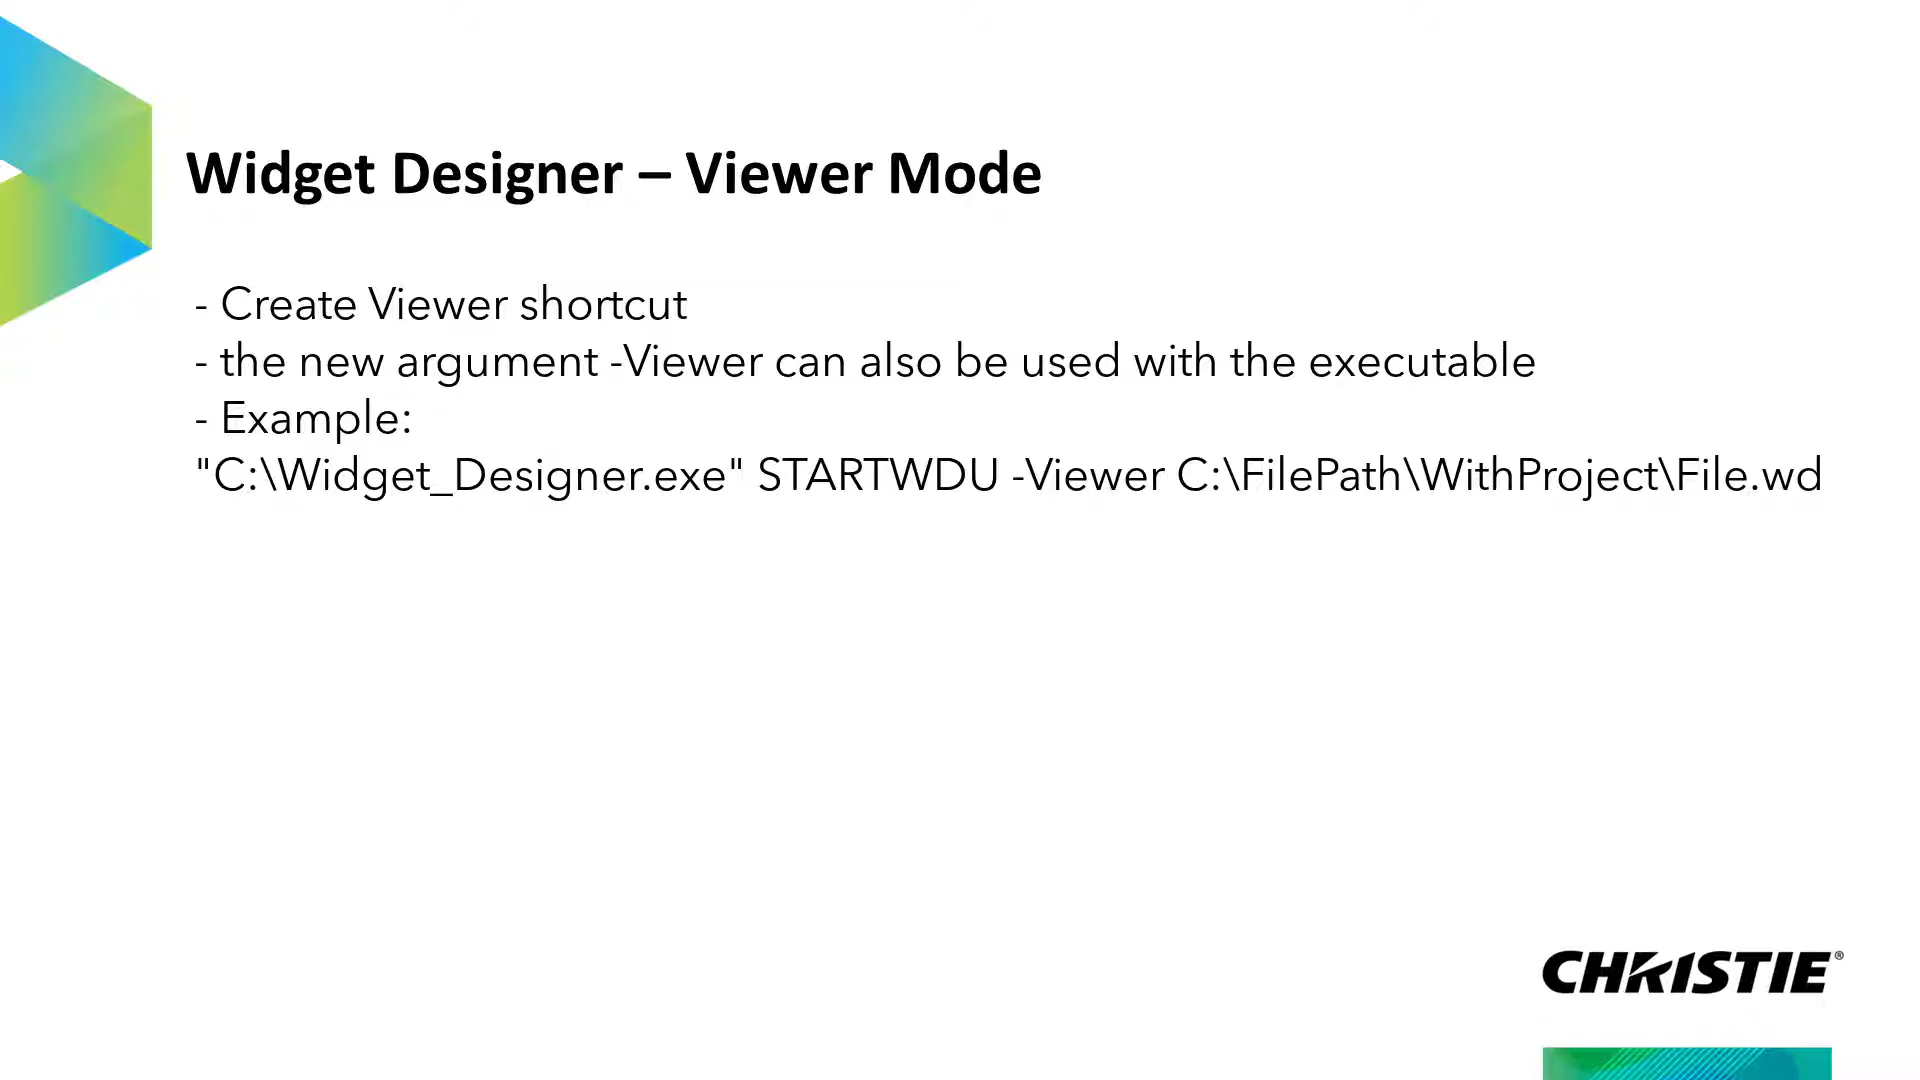 Widget Designer – Viewer Mode
- Create Viewer shortcut
- the new argument -Viewer can also be used with the executable
- Example:
"C:\Widget_Designer.exe" STARTWDU -Viewer C:\FilePath\WithProject\File.wd
CHRISTIE®